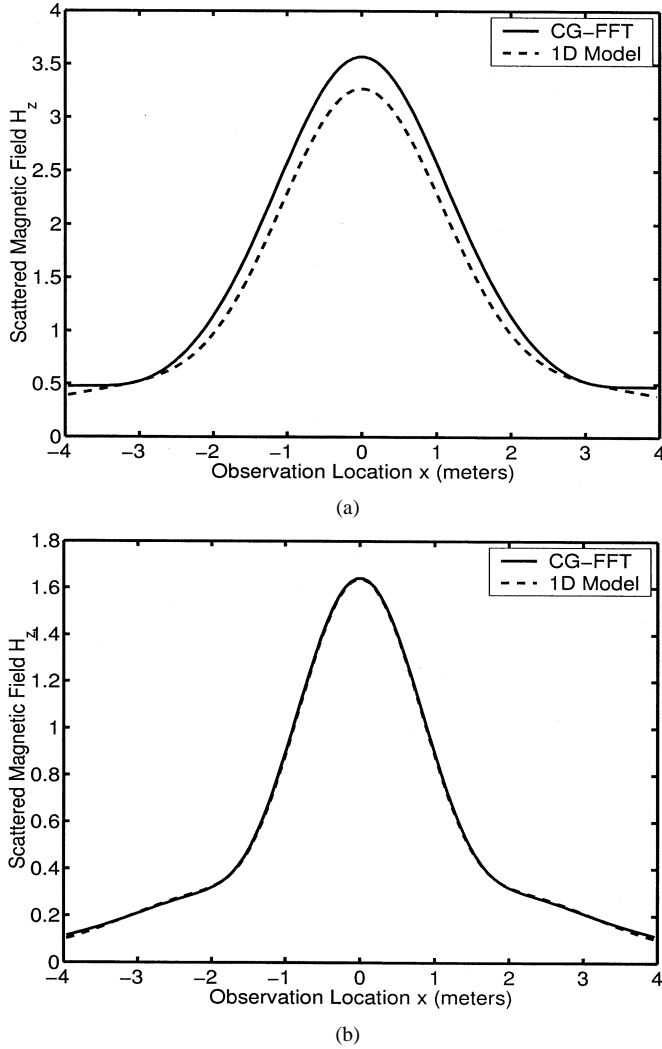 4
3.5
3
2.5
2
1.5
1
0.5
0
Scattered Magnetic Field H_z
CG−FFT
1D Model
−4 −3 −2 −1 0 1 2 3 4
Observation Location x (meters)
(a)
1.8
1.6
1.4
1.2
1
0.8
0.6
0.4
0.2
0
Scattered Magnetic Field H_z
CG−FFT
1D Model
−4 −3 −2 −1 0 1 2 3 4
Observation Location x (meters)
(b)